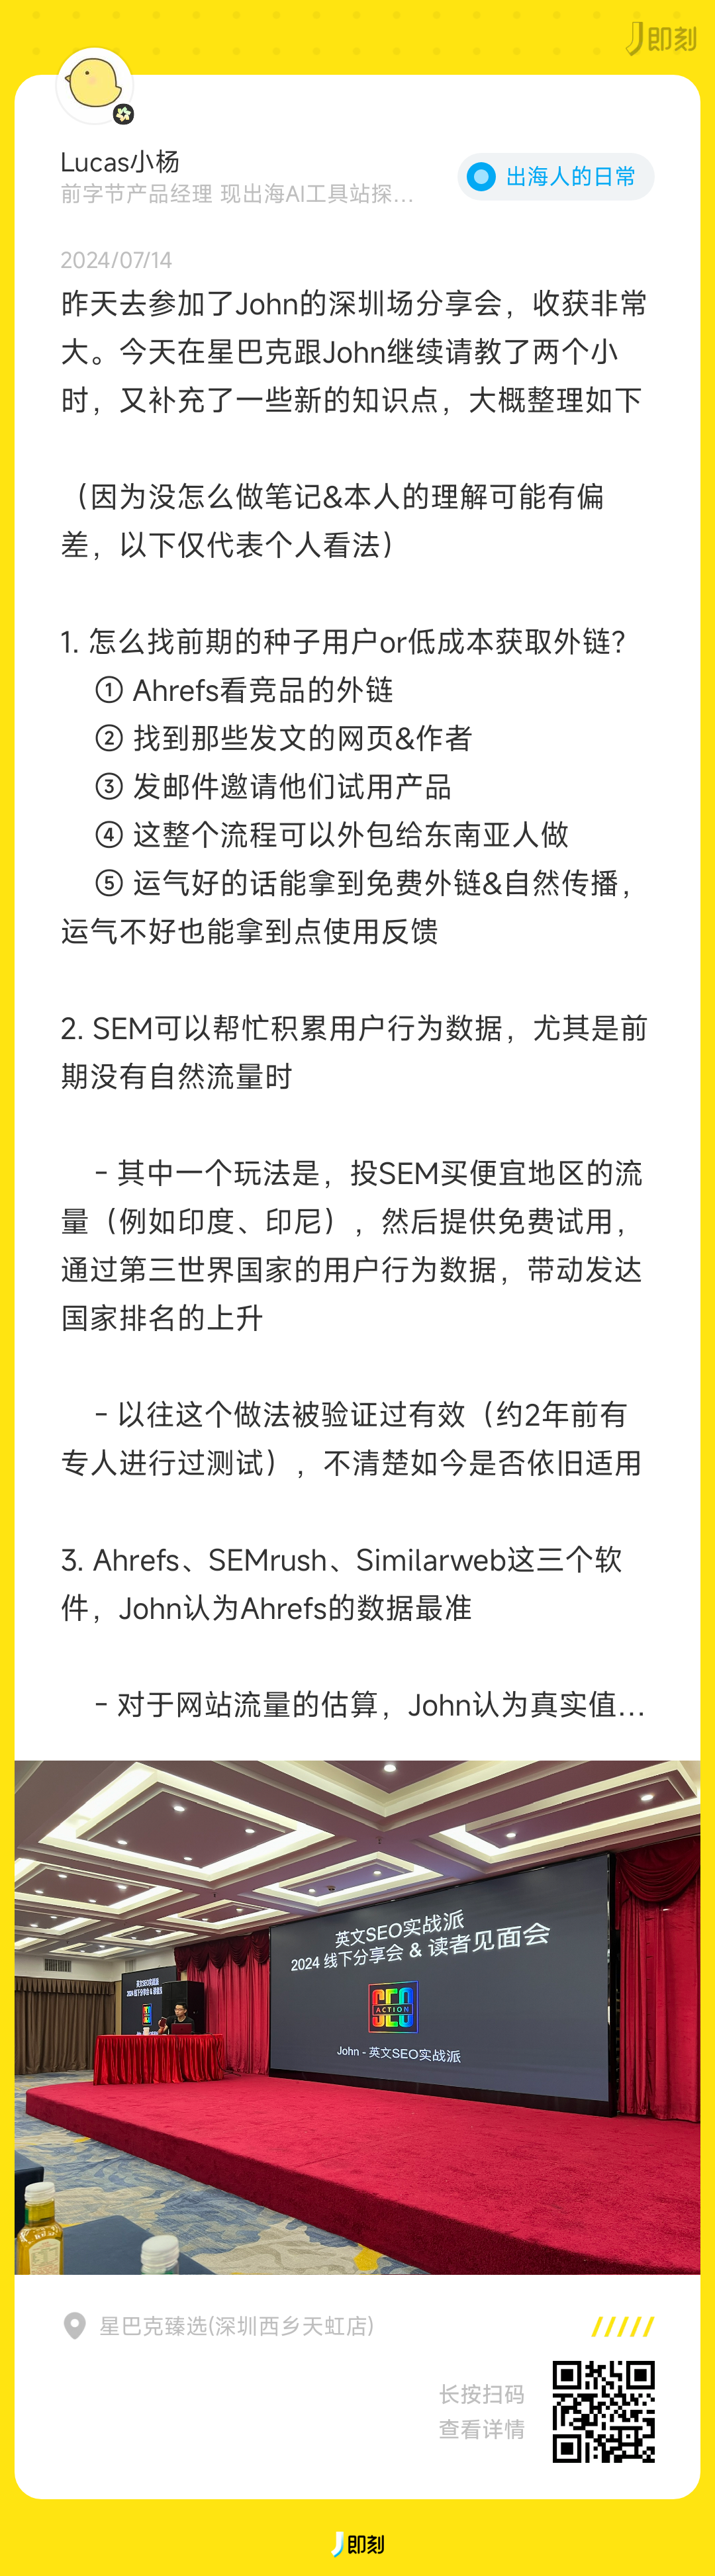 即刻
Lucas小杨
前字节产品经理 现出海AI工具站探...
出海人的日常
2024/07/14
昨天去参加了John的深圳场分享会，收获非常
大。今天在星巴克跟John继续请教了两个小
时，又补充了一些新的知识点，大概整理如下
（因为没怎么做笔记&本人的理解可能有偏
差，以下仅代表个人看法）
1. 怎么找前期的种子用户or低成本获取外链？
① Ahrefs看竞品的外链
② 找到那些发文的网页&作者
③ 发邮件邀请他们试用产品
④ 这整个流程可以外包给东南亚人做
⑤ 运气好的话能拿到免费外链&自然传播，
运气不好也能拿到点使用反馈
2. SEM可以帮忙积累用户行为数据，尤其是前
期没有自然流量时
- 其中一个玩法是，投SEM买便宜地区的流
量（例如印度、印尼），然后提供免费试用，
通过第三世界国家的用户行为数据，带动发达
国家排名的上升
- 以往这个做法被验证过有效（约2年前有
专人进行过测试），不清楚如今是否依旧适用
3. Ahrefs、SEMrush、Similarweb这三个软
件，John认为Ahrefs的数据最准
- 对于网站流量的估算，John认为真实值...
英文SEO实战派
2024 线下分享会 & 读者见面会
SEO
ACTION
John - 英文SEO实战派
英文SEO实战派
2024 线下分享会 & 读者见面会
星巴克臻选(深圳西乡天虹店)
长按扫码
查看详情
即刻